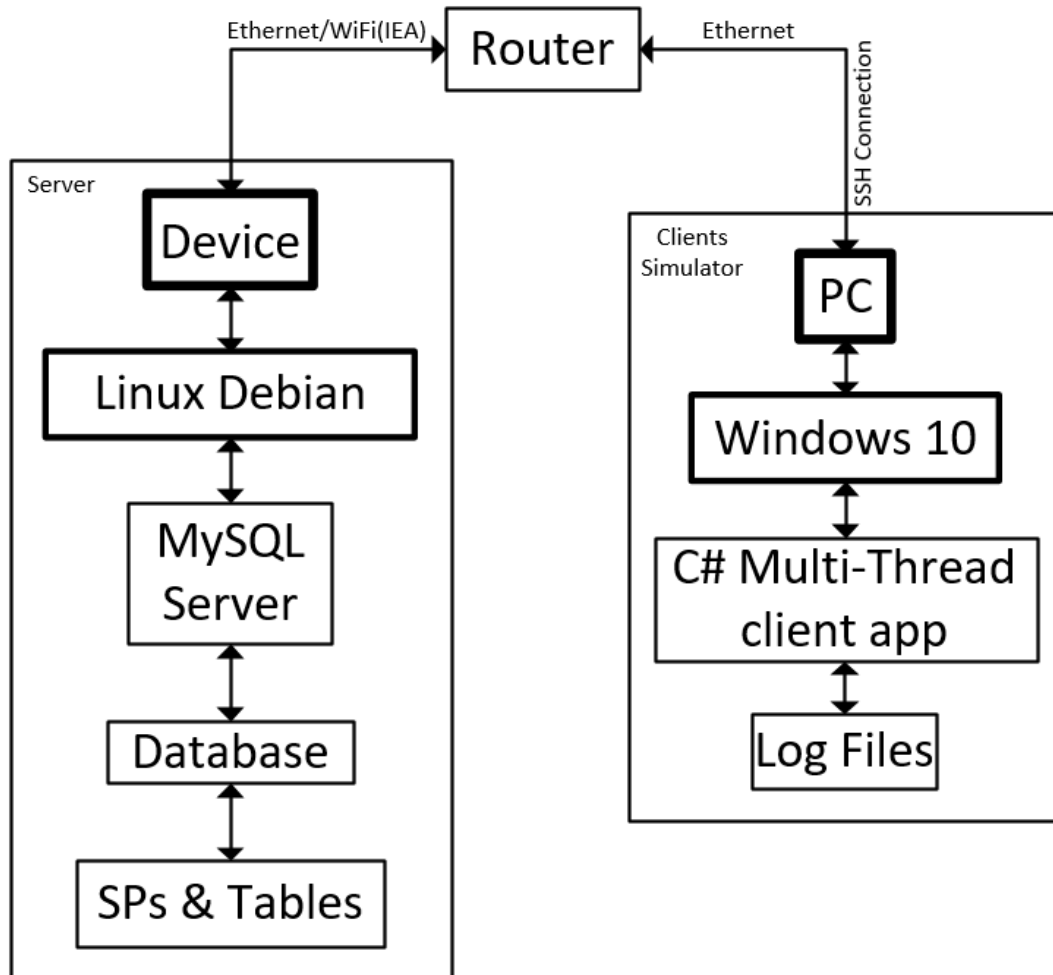 Ethernet/WiFi(IEA)
Router
Ethernet
SSH Connection
Server
Device
Linux Debian
MySQL
Server
Database
SPs & Tables
Clients
Simulator
PC
Windows 10
C# Multi-Thread
client app
Log Files